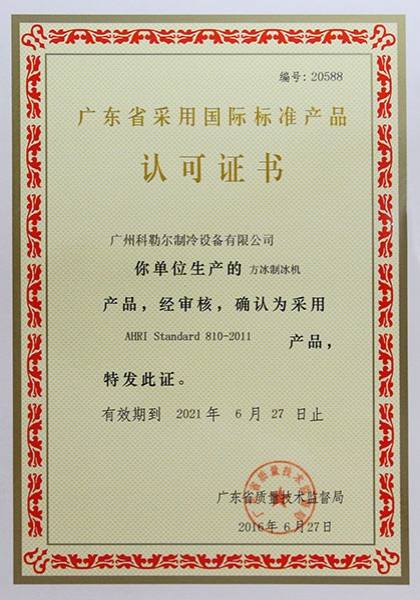 编号：20588
广东省采用国际标准产品
认可证书
广州科勒尔制冷设备有限公司
你单位生产的 方冰制冰机
产品，经审核，确认为采用
AHRI Standard 810-2011 产品，
特发此证。
有效期到 2021 年 6 月 27 日止
广东省质量技术监督局
2016年6月27日